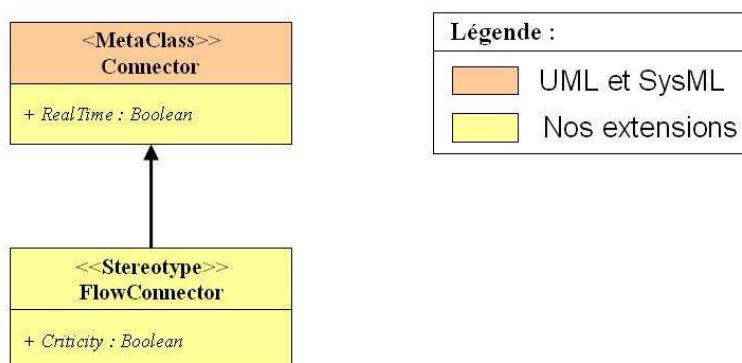 <MetaClass>>
Connector
+ RealTime : Boolean
<<Stereotype>>
FlowConnector
+ Criticity : Boolean
Légende :
UML et SysML
Nos extensions